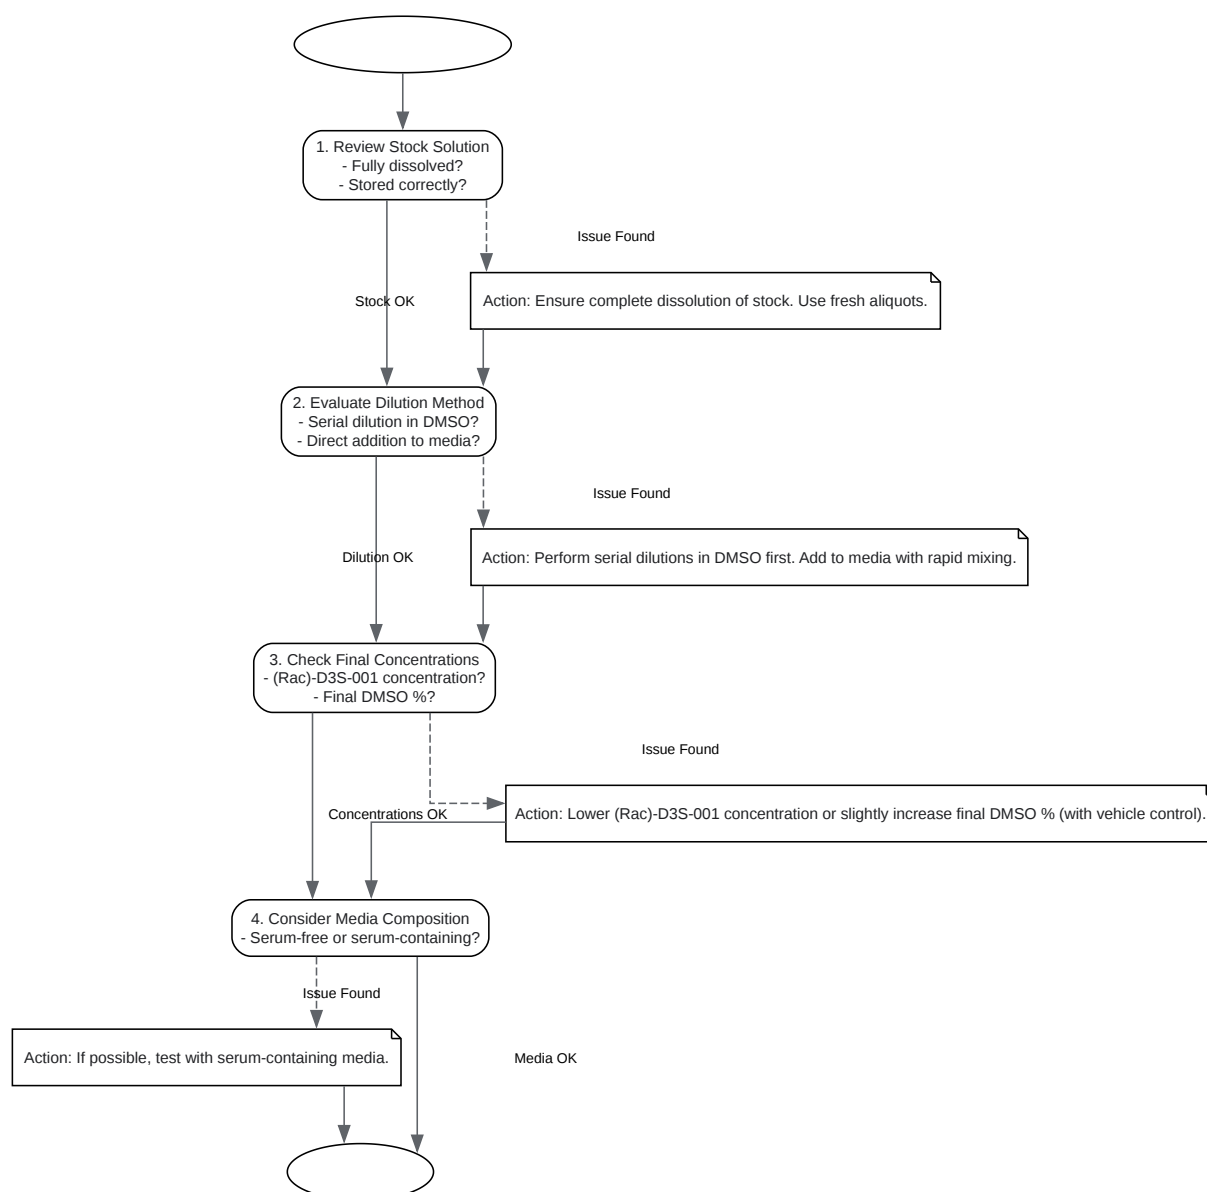 1. Review Stock Solution
- Fully dissolved?
- Stored correctly?
Issue Found
Stock OK
Action: Ensure complete dissolution of stock. Use fresh aliquots.
2. Evaluate Dilution Method
- Serial dilution in DMSO?
- Direct addition to media?
Issue Found
Dilution OK
Action: Perform serial dilutions in DMSO first. Add to media with rapid mixing.
3. Check Final Concentrations
- (Rac)-D3S-001 concentration?
- Final DMSO %?
Issue Found
Concentrations OK
Action: Lower (Rac)-D3S-001 concentration or slightly increase final DMSO % (with vehicle control).
4. Consider Media Composition
- Serum-free or serum-containing?
Issue Found
Action: If possible, test with serum-containing media.
Media OK